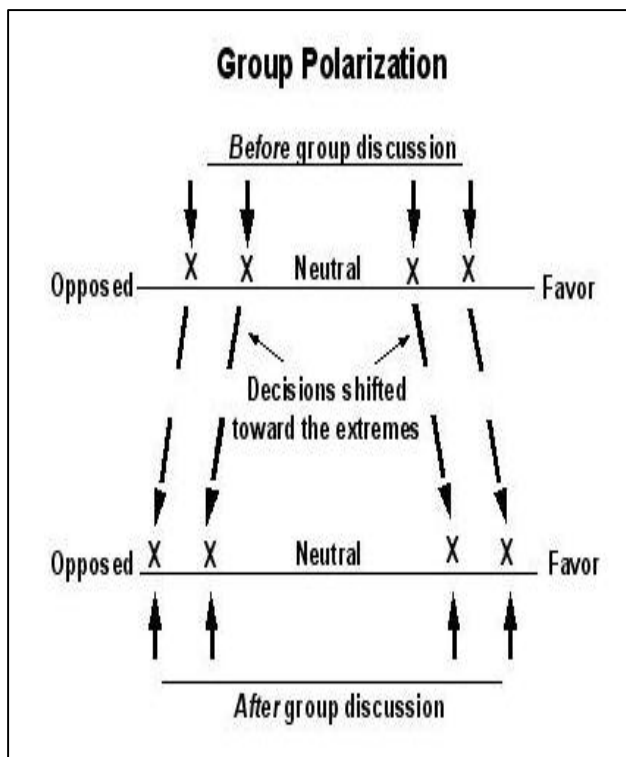 Group Polarization
Before group discussion
X X Neutral X X
Opposed Favor
Decisions shifted
toward the extremes
X X Neutral X X
Opposed Favor
After group discussion